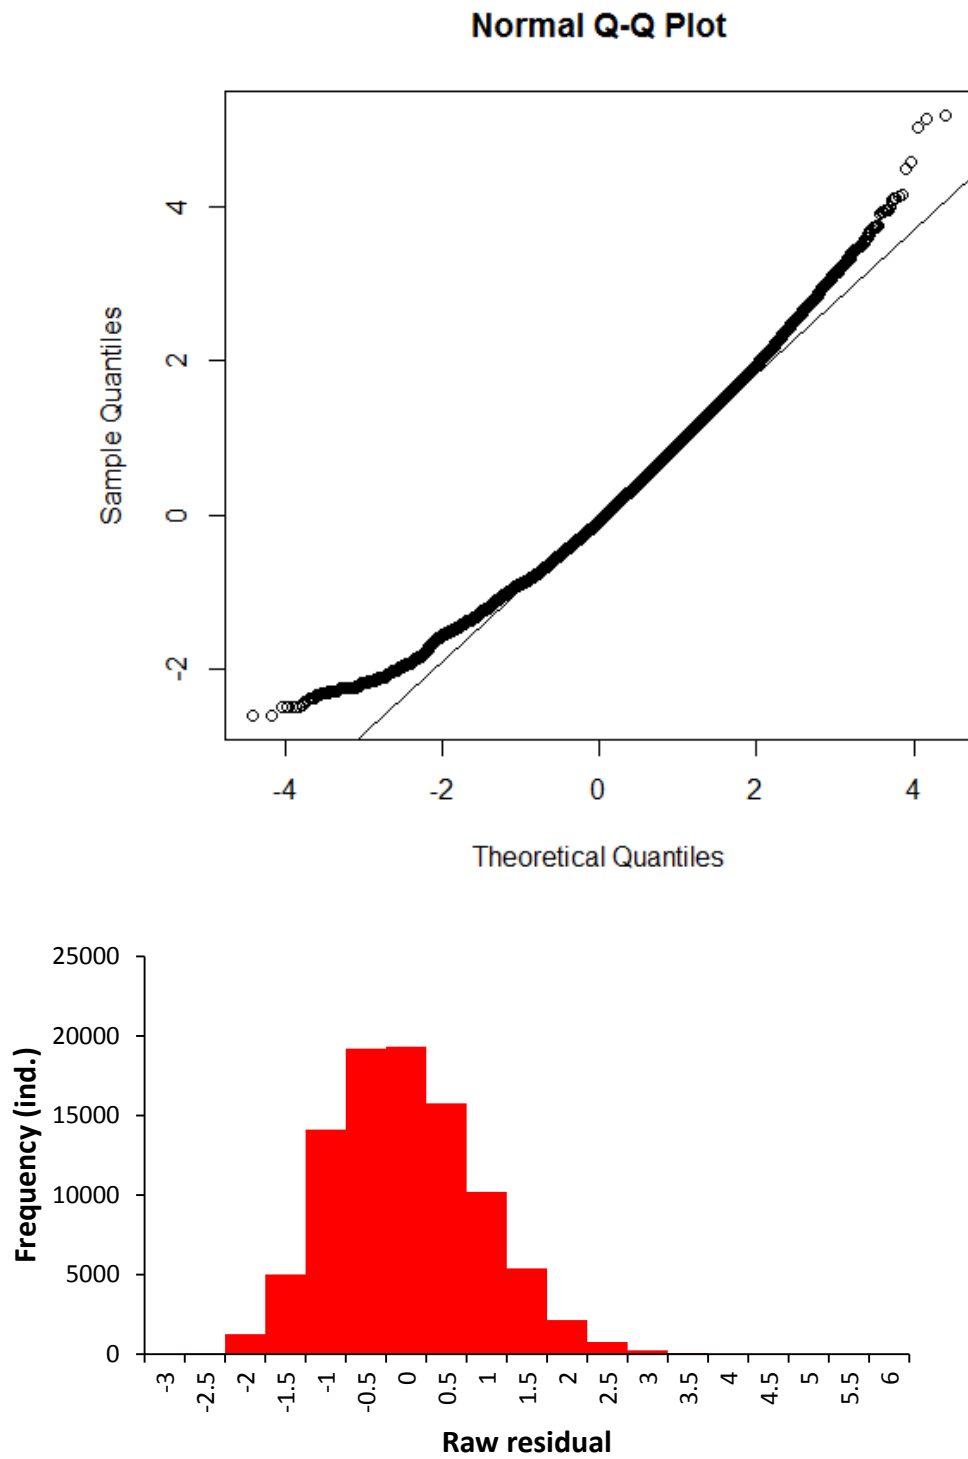 Normal Q-Q Plot
4
2
0
-2
Sample Quantiles
-4 -2 0 2 4
Theoretical Quantiles
25000
20000
15000
10000
5000
0
Frequency (ind.)
-3 -2.5 -2 -1.5 -1 -0.5 0 0.5 1 1.5 2 2.5 3 3.5 4 4.5 5 5.5 6
Raw residual